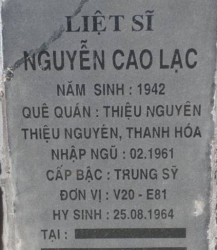 LIỆT SĨ
NGUYỄN CAO LẠC
NĂM SINH : 1942
QUÊ QUÁN : THIỆU NGUYÊN
THIỆU NGUYÊN, THANH HÓA
NHẬP NGŨ : 02.1961
CẤP BẬC : TRUNG SỸ
ĐƠN VỊ : V20 - E81
HY SINH : 25.08.1964
TẠI :